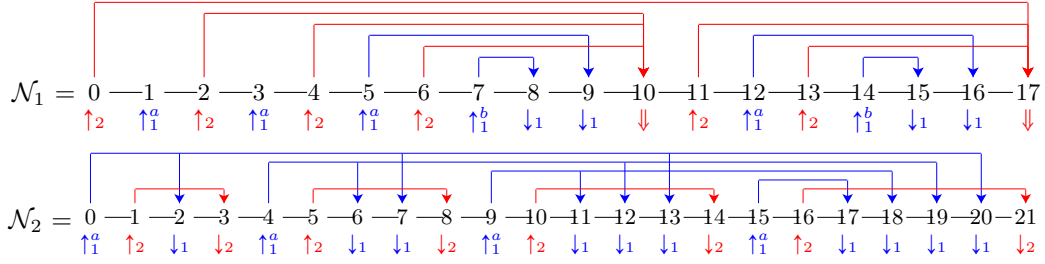 𝒩₁ = 0 1 2 3 4 5 6 7 8 9 10 11 12 13 14 15 16 17
↑₂ ↑₁ᵃ ↑₂ ↑₁ᵃ ↑₂ ↑₁ᵃ ↑₂ ↑₁ᵇ ↓₁ ↓₁ ⇓ ↑₂ ↑₁ᵃ ↑₂ ↑₁ᵇ ↓₁ ↓₁ ⇓
𝒩₂ = 0 1 2 3 4 5 6 7 8 9 10 11 12 13 14 15 16 17 18 19 20 21
↑₁ᵃ ↑₂ ↓₁ ↓₂ ↑₁ᵃ ↑₂ ↓₁ ↓₁ ↓₂ ↑₁ᵃ ↑₂ ↓₁ ↓₁ ↓₁ ↓₂ ↑₁ᵃ ↑₂ ↓₁ ↓₁ ↓₁ ↓₁ ↓₂